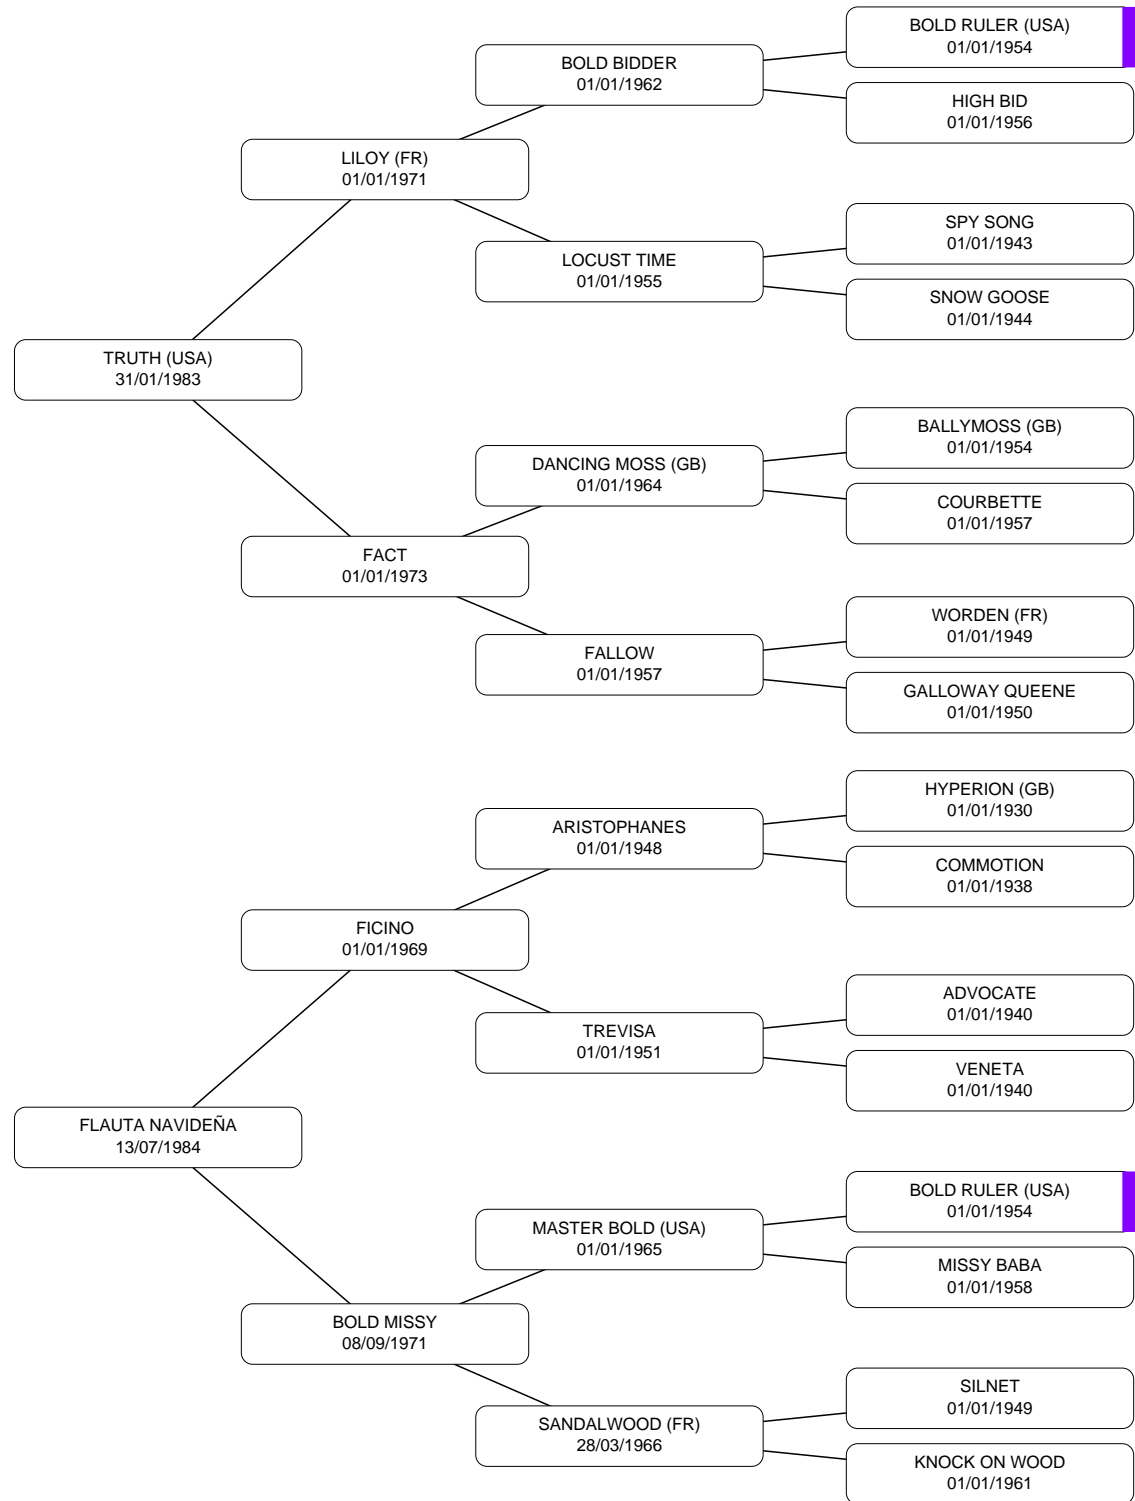 BOLD RULER (USA)
01/01/1954
BOLD BIDDER
01/01/1962
HIGH BID
01/01/1956
LILOY (FR)
01/01/1971
SPY SONG
01/01/1943
LOCUST TIME
01/01/1955
SNOW GOOSE
01/01/1944
TRUTH (USA)
31/01/1983
BALLYMOSS (GB)
01/01/1954
DANCING MOSS (GB)
01/01/1964
COURBETTE
01/01/1957
FACT
01/01/1973
WORDEN (FR)
01/01/1949
FALLOW
01/01/1957
GALLOWAY QUEENE
01/01/1950
HYPERION (GB)
01/01/1930
ARISTOPHANES
01/01/1948
COMMOTION
01/01/1938
FICINO
01/01/1969
ADVOCATE
01/01/1940
TREVISA
01/01/1951
VENETA
01/01/1940
FLAUTA NAVIDEÑA
13/07/1984
BOLD RULER (USA)
01/01/1954
MASTER BOLD (USA)
01/01/1965
MISSY BABA
01/01/1958
BOLD MISSY
08/09/1971
SILNET
01/01/1949
SANDALWOOD (FR)
28/03/1966
KNOCK ON WOOD
01/01/1961